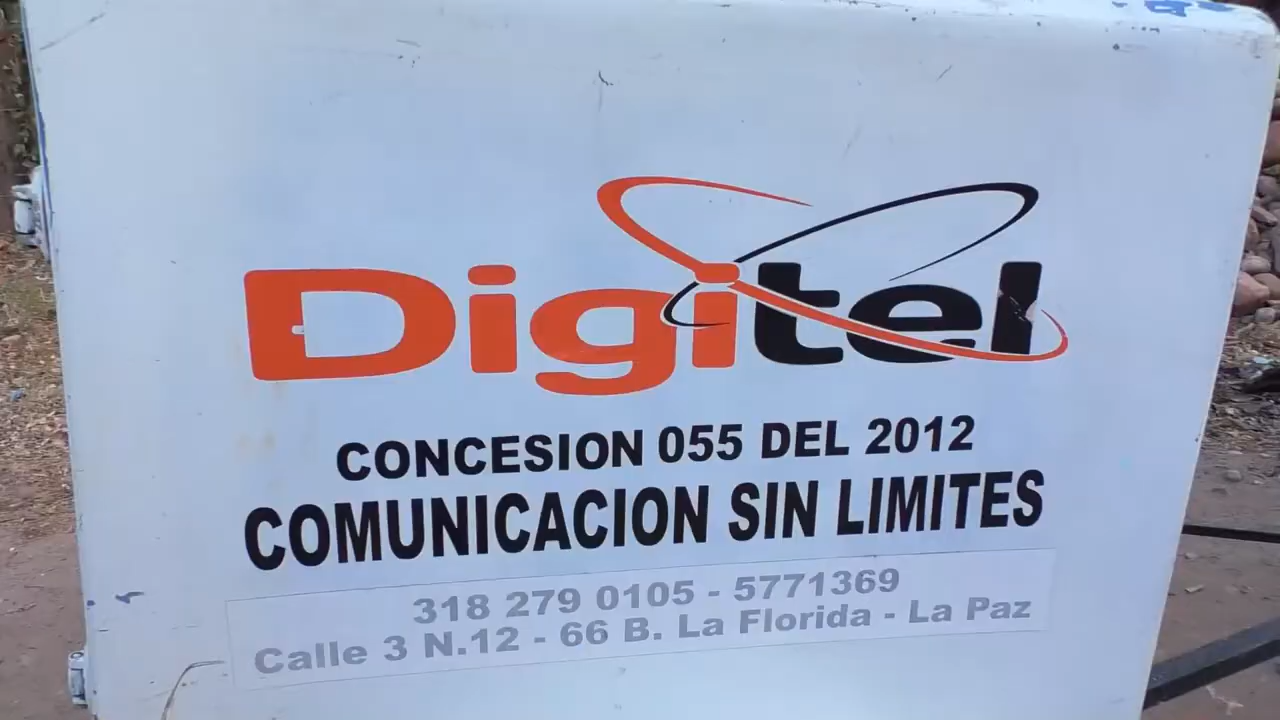 Digitel
CONCESION 055 DEL 2012
COMUNICACION SIN LIMITES
318 279 0105 - 5771369
Calle 3 N.12 - 66 B. La Florida - La Paz